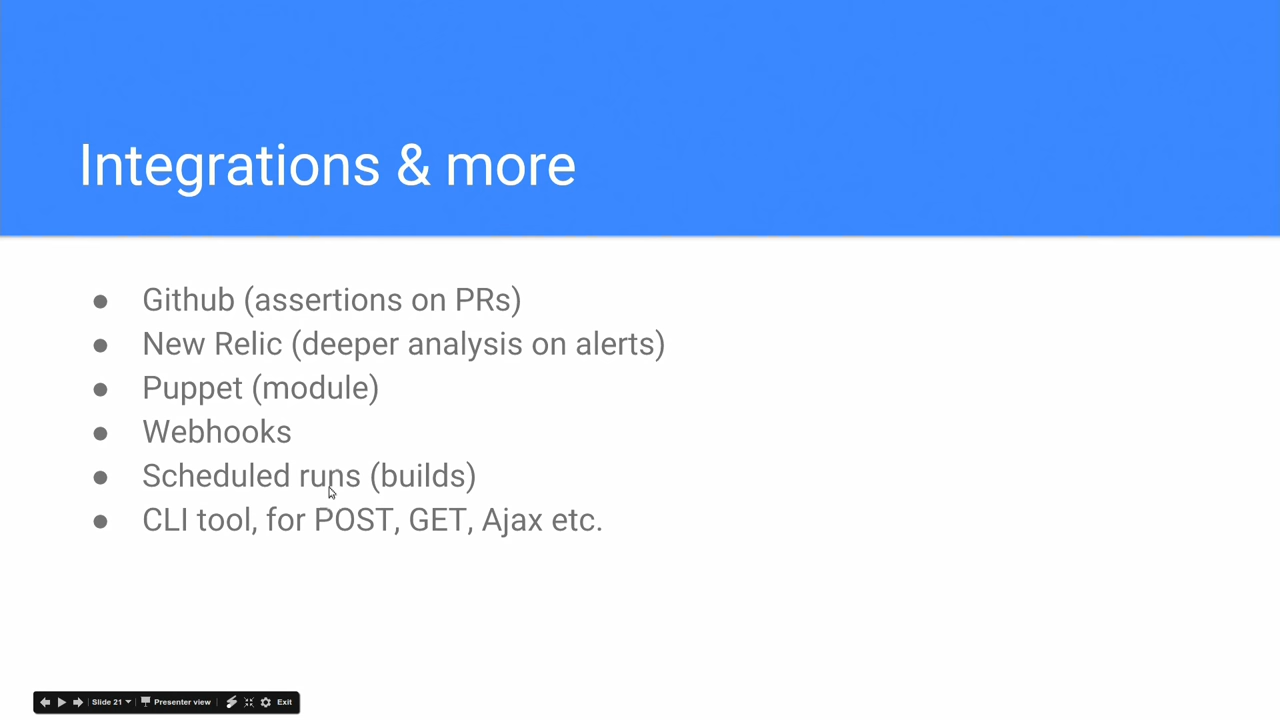 Integrations & more
● Github (assertions on PRs)
● New Relic (deeper analysis on alerts)
● Puppet (module)
● Webhooks
● Scheduled runs (builds)
● CLI tool, for POST, GET, Ajax etc.
Slide 21 Presenter view Exit